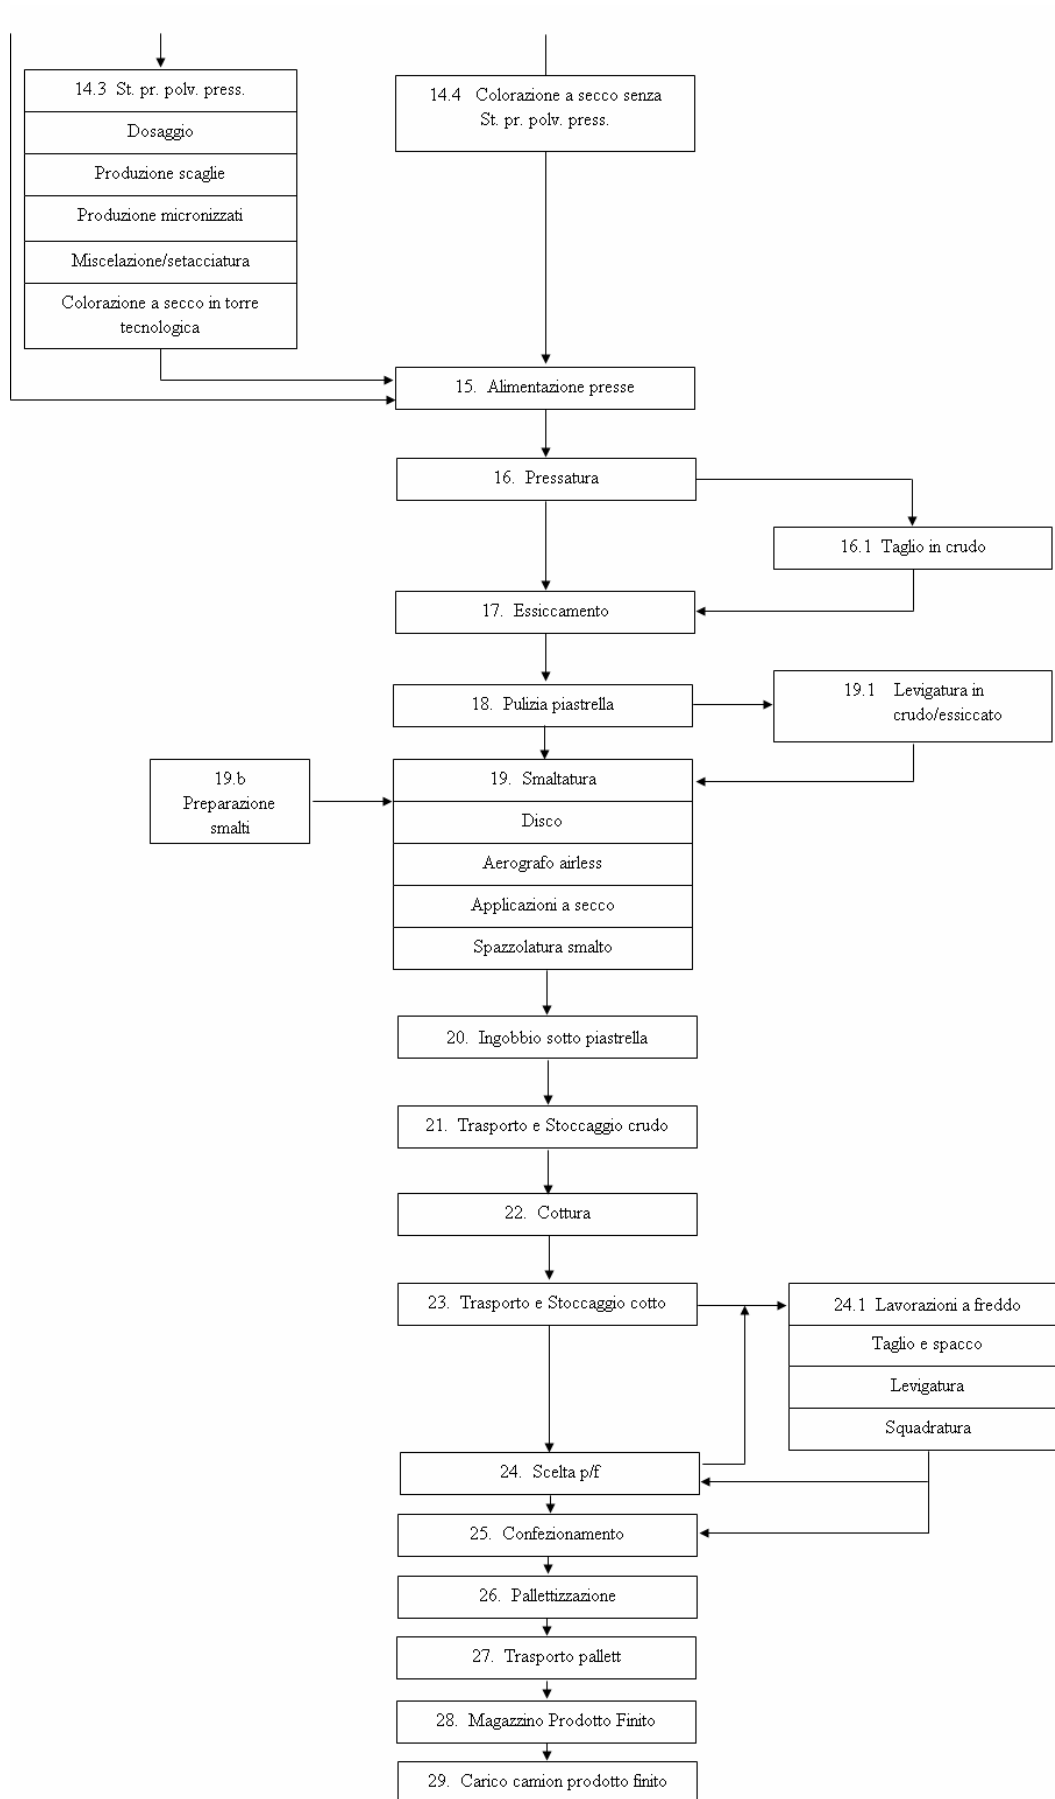 14.3 St. pr. polv. press.
Dosaggio
Produzione scaglie
Produzione micronizzati
Miscelazione/setacciatura
Colorazione a secco in torre
tecnologica
14.4 Colorazione a secco senza
St. pr. polv. press.
15. Alimentazione presse
16. Pressatura
16.1 Taglio in crudo
17. Essiccamento
18. Pulizia piastrella
19.1 Levigatura in
crudo/essiccato
19.b
Preparazione
smalti
19. Smaltatura
Disco
Aerografo airless
Applicazioni a secco
Spazzolatura smalto
20. Ingobbio sotto piastrella
21. Trasporto e Stoccaggio crudo
22. Cottura
23. Trasporto e Stoccaggio cotto
24.1 Lavorazioni a freddo
Taglio e spacco
Levigatura
Squadratura
24. Scelta p/f
25. Confezionamento
26. Pallettizzazione
27. Trasporto pallett
28. Magazzino Prodotto Finito
29. Carico camion prodotto finito